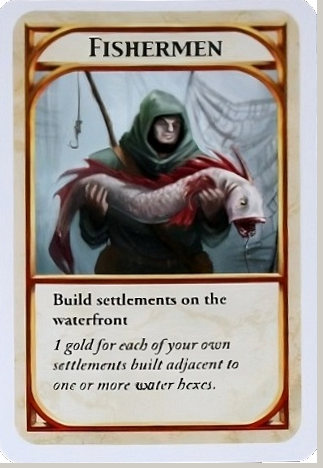 FISHERMEN
Build settlements on the
waterfront
1 gold for each of your own
settlements built adjacent to
one or more water hexes.